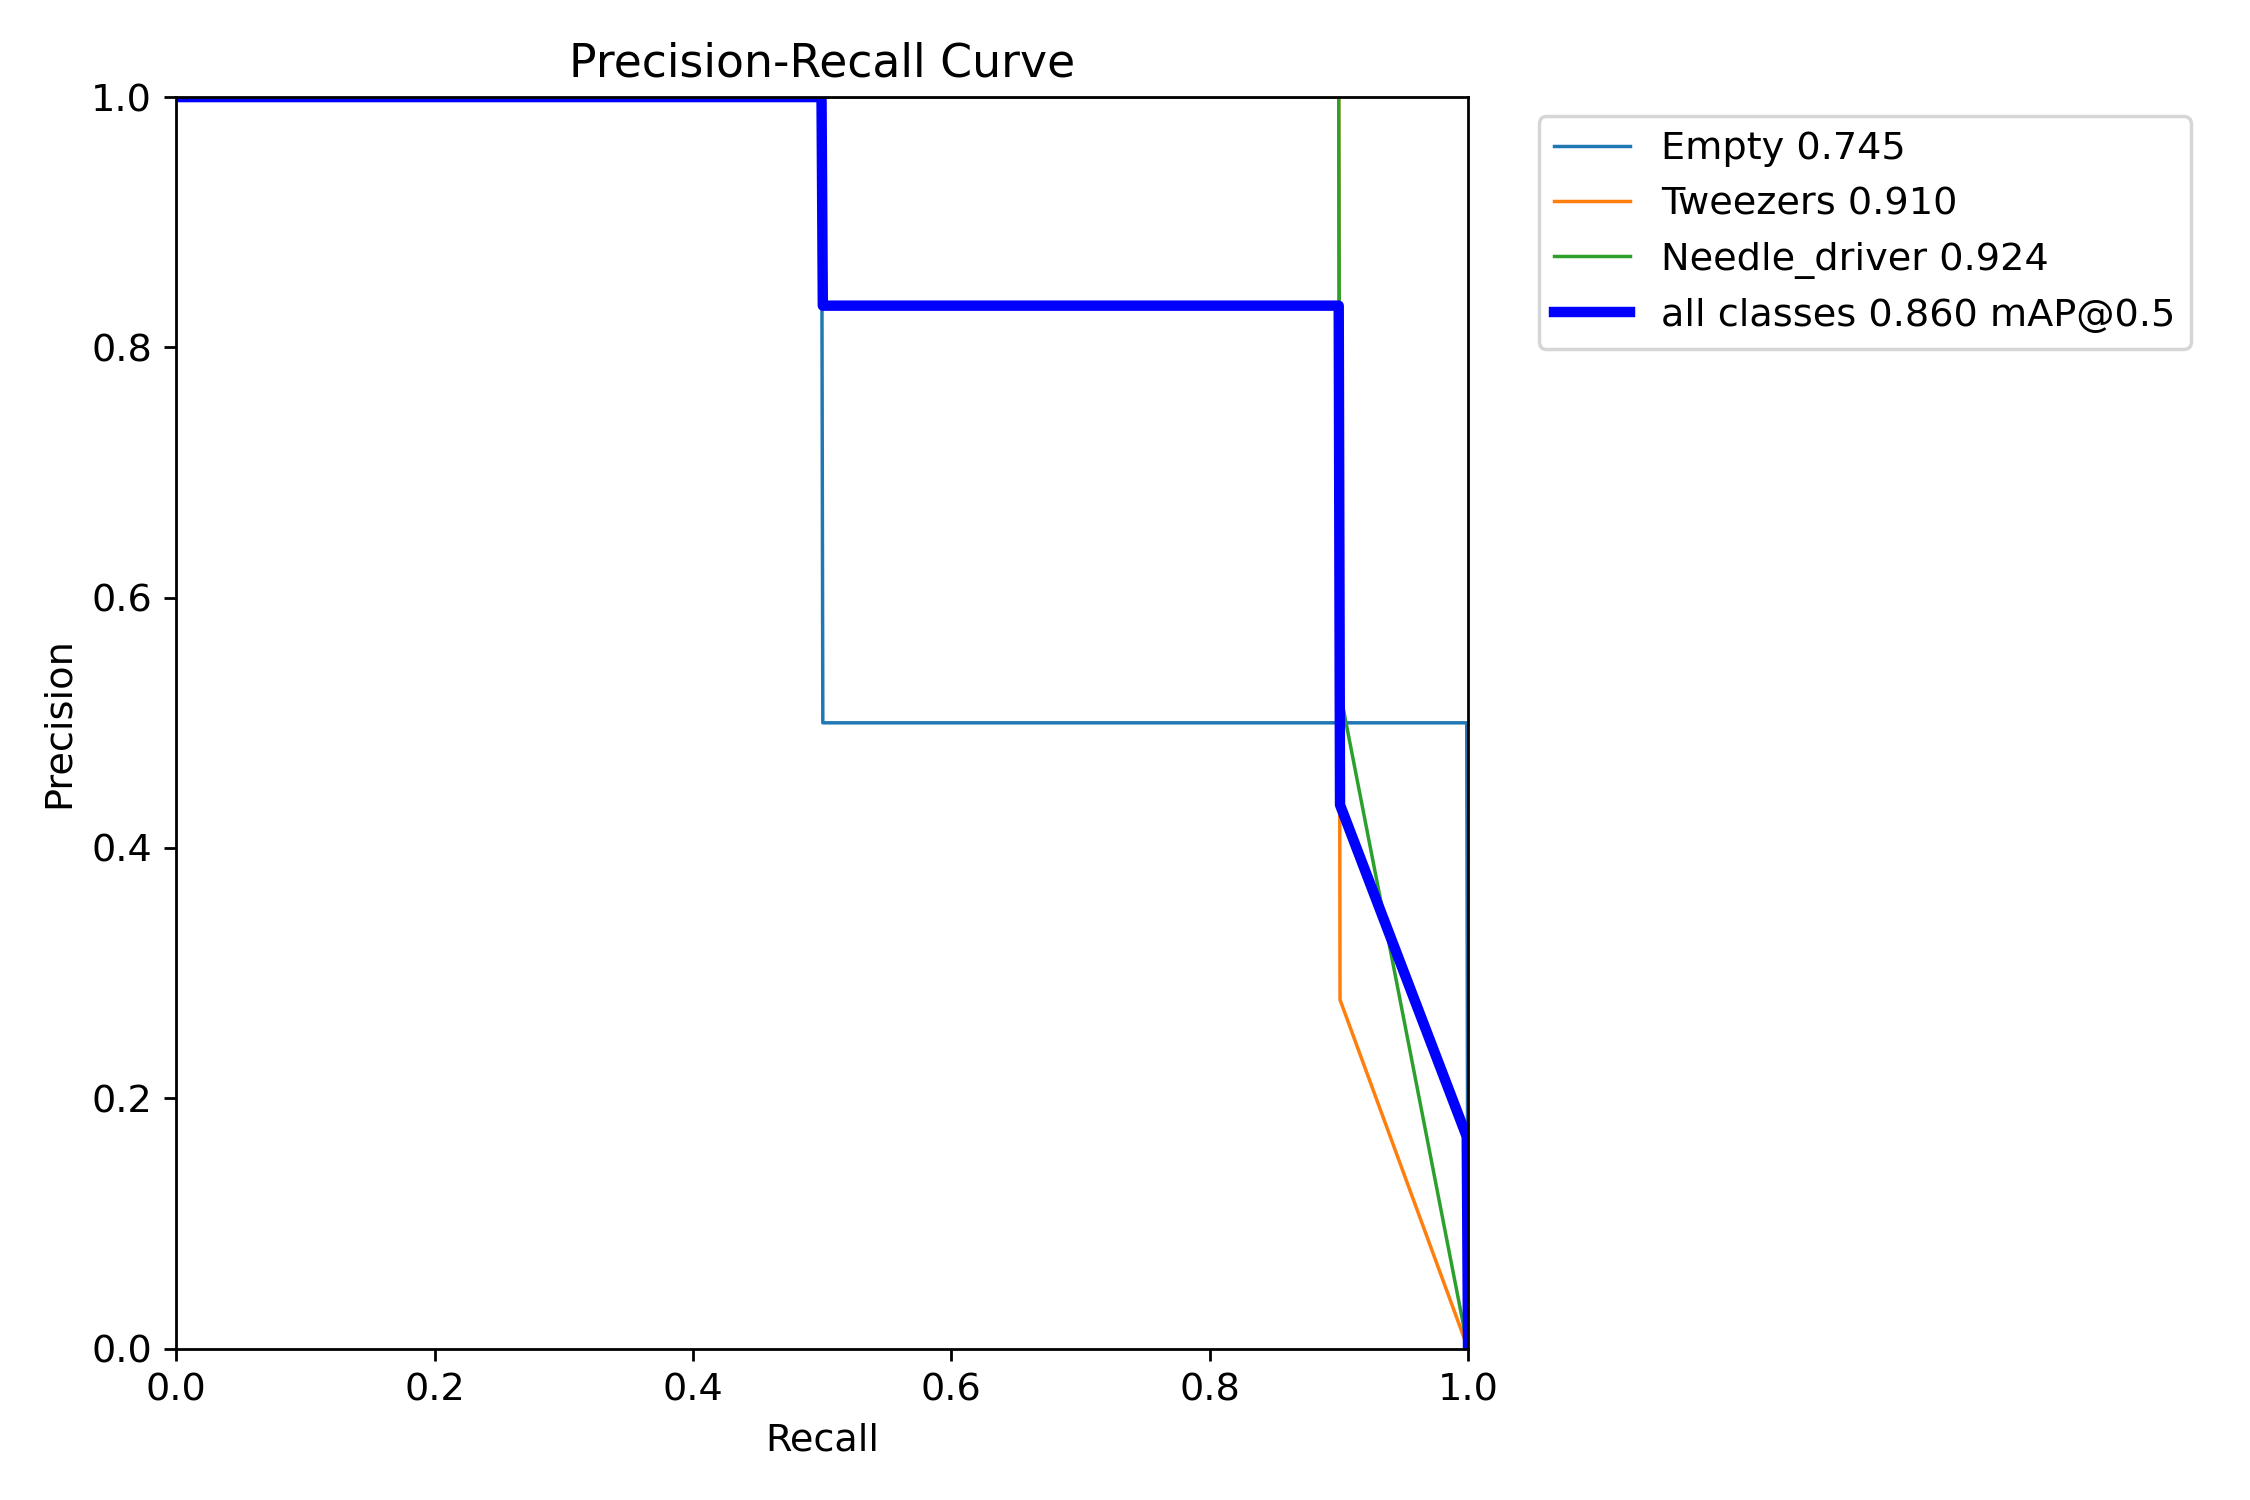 Precision-Recall Curve
1.0
0.8
0.6
0.4
0.2
0.0
Precision
0.0 0.2 0.4 0.6 0.8 1.0
Recall
Empty 0.745
Tweezers 0.910
Needle_driver 0.924
all classes 0.860 mAP@0.5